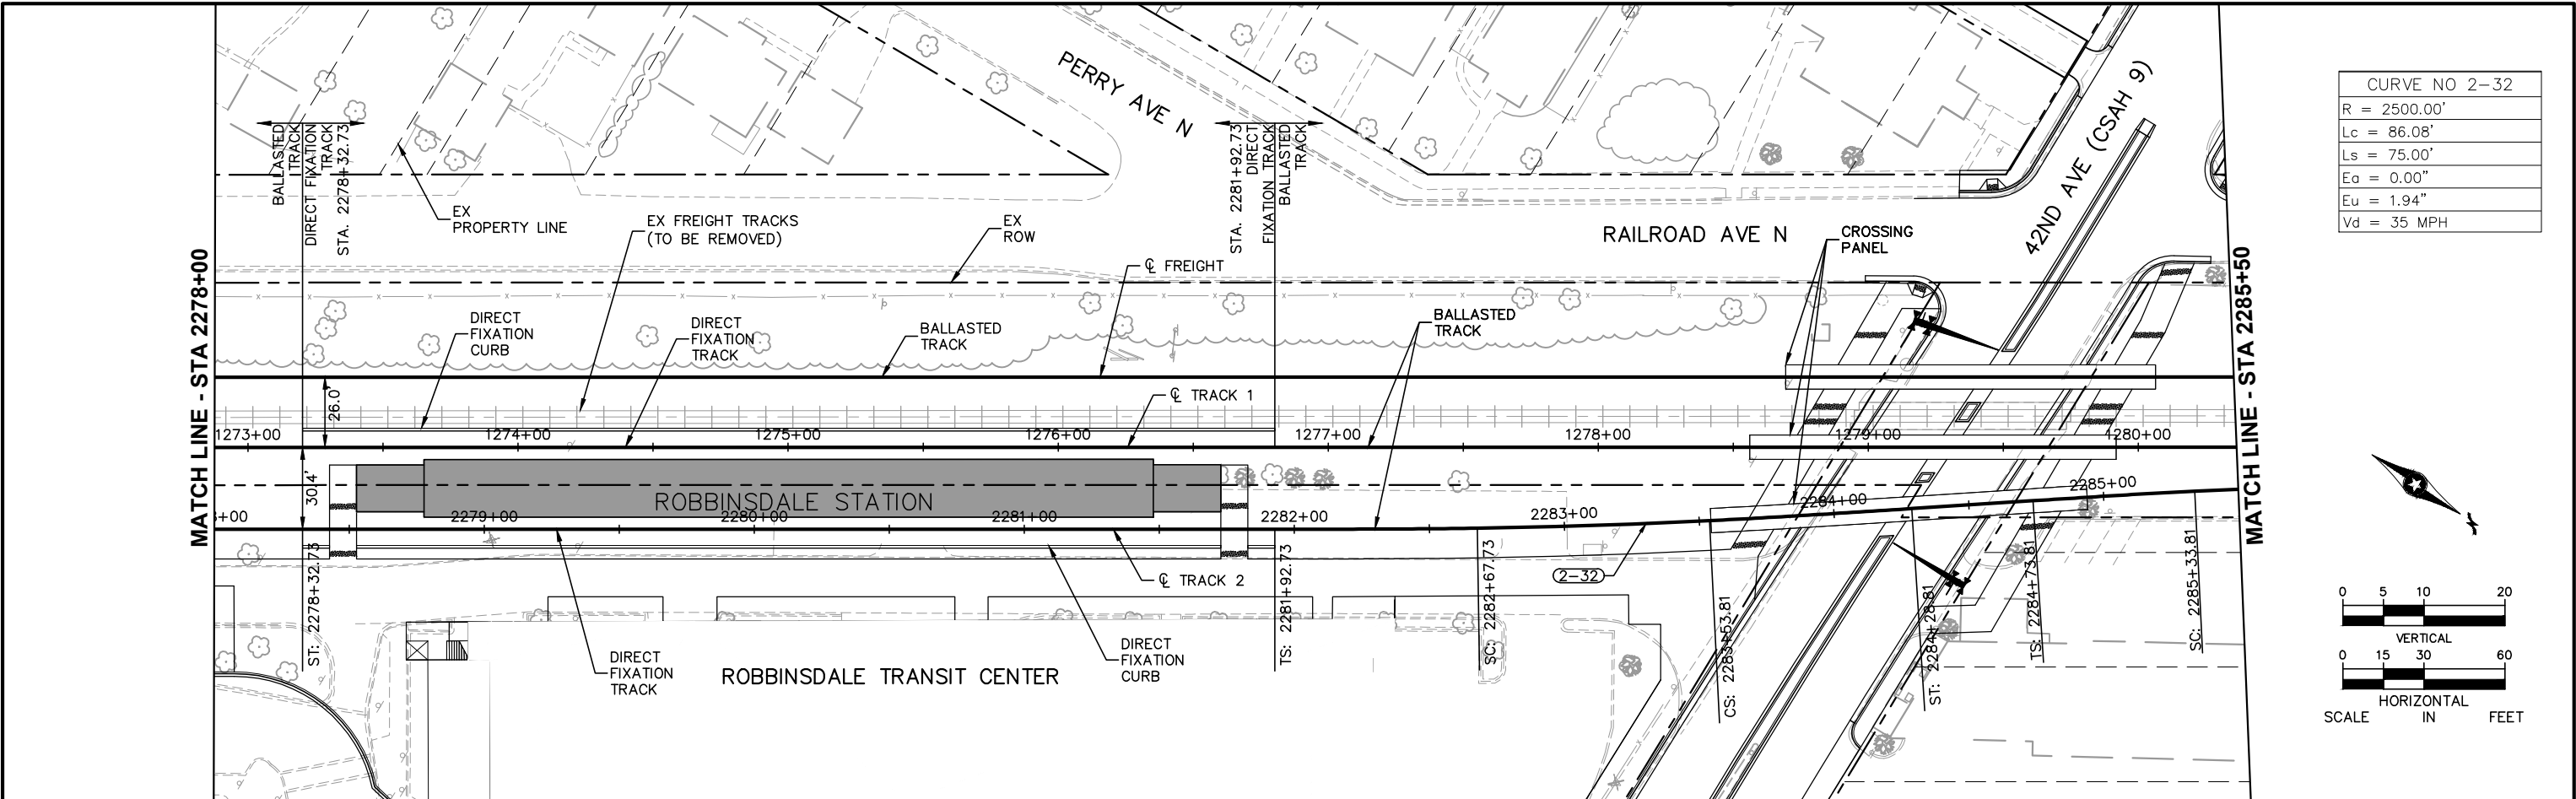 MATCH LINE - STA 2278+00
BALLASTED
TRACK
DIRECT FIXATION
TRACK
STA. 2278+32.73
EX
PROPERTY LINE
EX FREIGHT TRACKS
(TO BE REMOVED)
PERRY AVE N
EX
ROW
STA. 2281+92.73
DIRECT
FIXATION TRACK
BALLASTED
TRACK
℄ FREIGHT
RAILROAD AVE N
CROSSING
PANEL
42ND AVE (CSAH 9)
MATCH LINE - STA 2285+50
DIRECT
FIXATION
CURB
DIRECT
FIXATION
TRACK
BALLASTED
TRACK
BALLASTED
TRACK
26.0'
℄ TRACK 1
1273+00
1274+00
1275+00
1276+00
1277+00
1278+00
1279+00
1280+00
30.4'
ROBBINSDALE STATION
+00
2279+00
2280+00
2281+00
2282+00
2283+00
2284+00
2285+00
ST: 2278+32.73
℄ TRACK 2
TS: 2281+92.73
SC: 2282+67.73
2-32
CS: 2283+53.81
ST: 2284+28.81
TS: 2284+73.81
SC: 2285+33.81
DIRECT
FIXATION
TRACK
ROBBINSDALE TRANSIT CENTER
DIRECT
FIXATION
CURB
CURVE NO 2-32
R = 2500.00'
Lc = 86.08'
Ls = 75.00'
Ea = 0.00"
Eu = 1.94"
Vd = 35 MPH
N
0 5 10 20
VERTICAL
0 15 30 60
HORIZONTAL
SCALE IN FEET